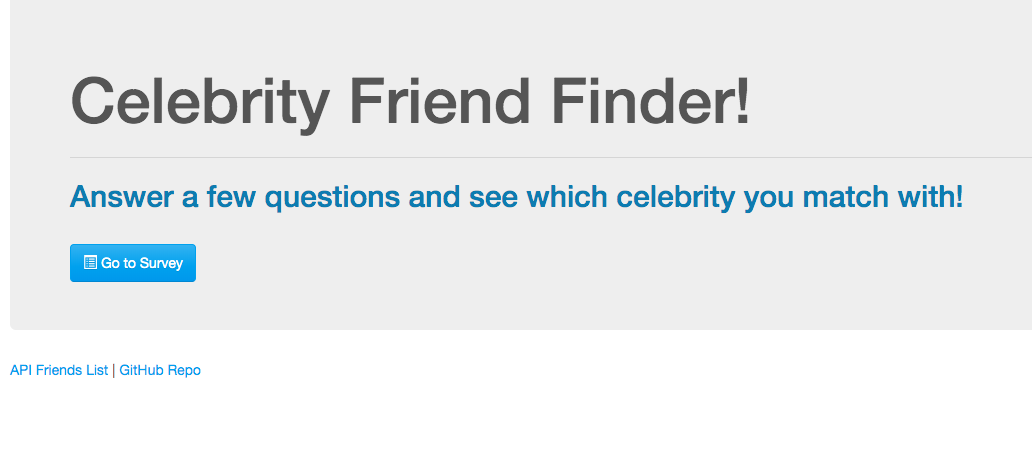 Celebrity Friend Finder!
Answer a few questions and see which celebrity you match with!
Go to Survey
API Friends List | GitHub Repo